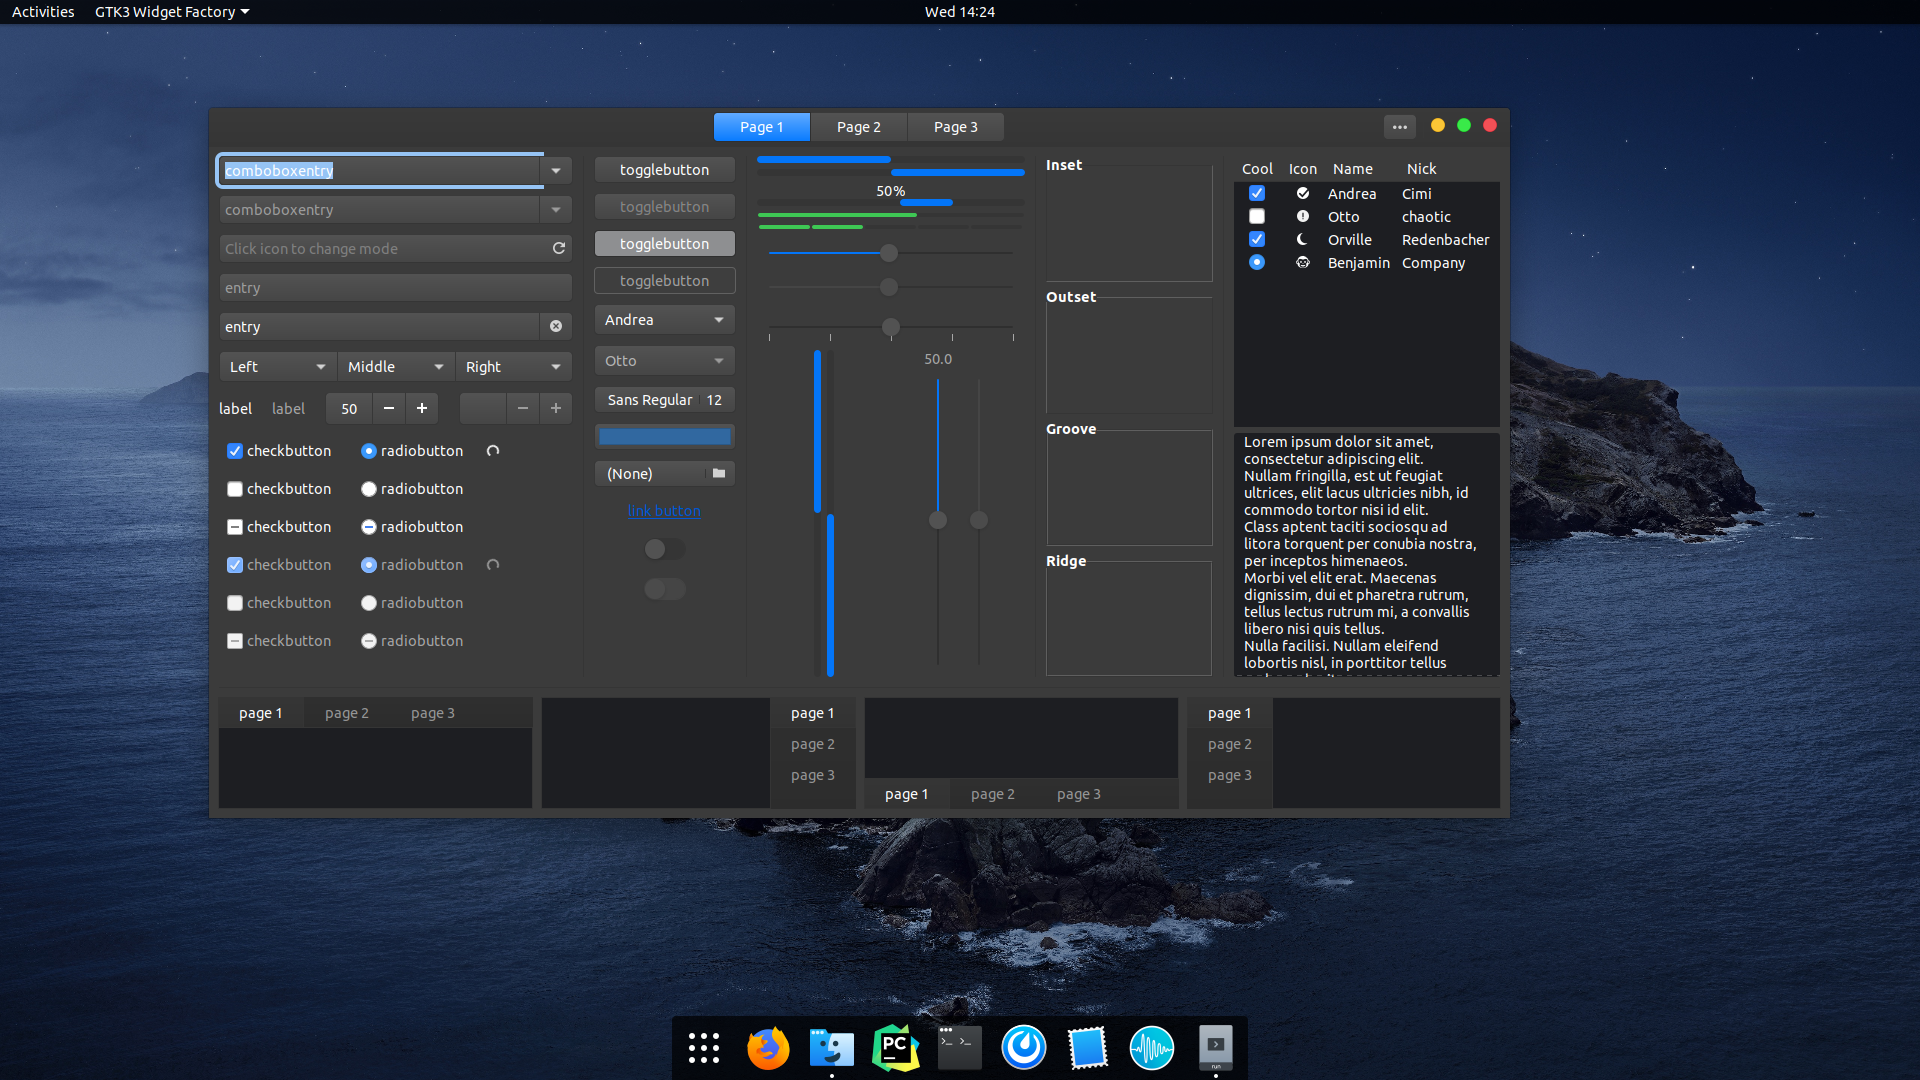 Activities
GTK3 Widget Factory
Wed 14:24
Page 1
Page 2
Page 3
comboboxentry
comboboxentry
Click icon to change mode
entry
entry
Left
Middle
Right
label
label
50
checkbutton
radiobutton
checkbutton
radiobutton
checkbutton
radiobutton
checkbutton
radiobutton
checkbutton
radiobutton
checkbutton
radiobutton
togglebutton
togglebutton
togglebutton
togglebutton
Andrea
Otto
Sans Regular 12
(None)
link button
50%
50.0
Inset
Outset
Groove
Ridge
Cool Icon Name Nick
Andrea Cimi
Otto chaotic
Orville Redenbacher
Benjamin Company
Lorem ipsum dolor sit amet,
consectetur adipiscing elit.
Nullam fringilla, est ut feugiat
ultrices, elit lacus ultricies nibh, id
commodo tortor nisi id elit.
Class aptent taciti sociosqu ad
litora torquent per conubia nostra,
per inceptos himenaeos.
Morbi vel elit erat. Maecenas
dignissim, dui et pharetra rutrum,
tellus lectus rutrum mi, a convallis
libero nisi quis tellus.
Nulla facilisi. Nullam eleifend
lobortis nisl, in porttitor tellus
page 1
page 2
page 3
page 1
page 2
page 3
page 1
page 2
page 3
page 1
page 2
page 3
PC
run